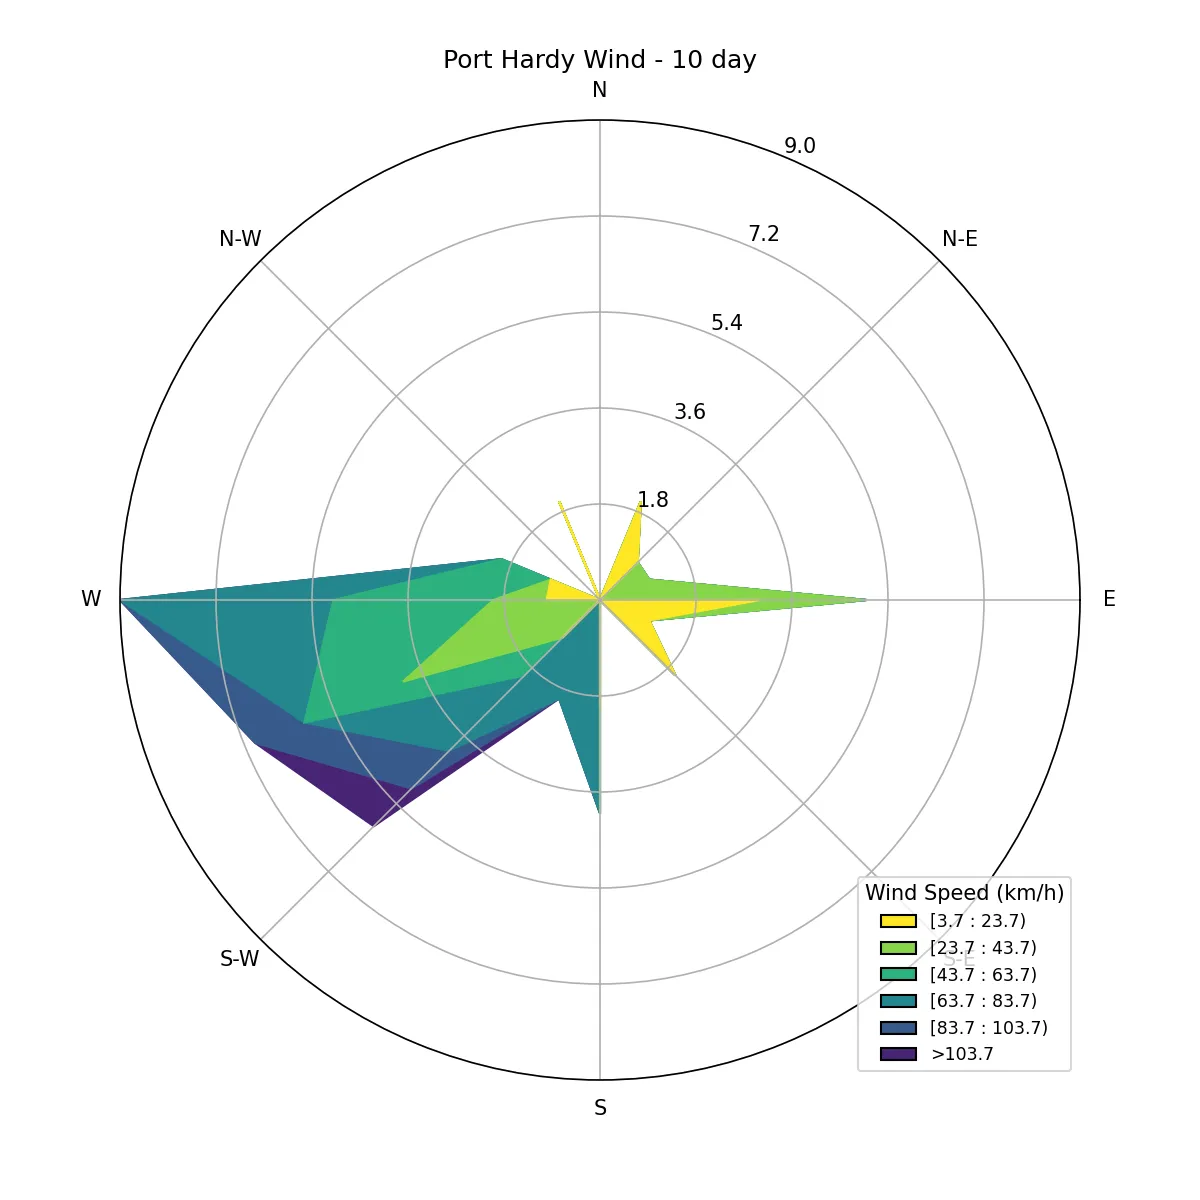 Port Hardy Wind - 10 day
N
9.0
7.2
N-W
N-E
5.4
3.6
1.8
W
E
S-W
S-E
S
Wind Speed (km/h)
[3.7 : 23.7)
[23.7 : 43.7)
[43.7 : 63.7)
[63.7 : 83.7)
[83.7 : 103.7)
>103.7